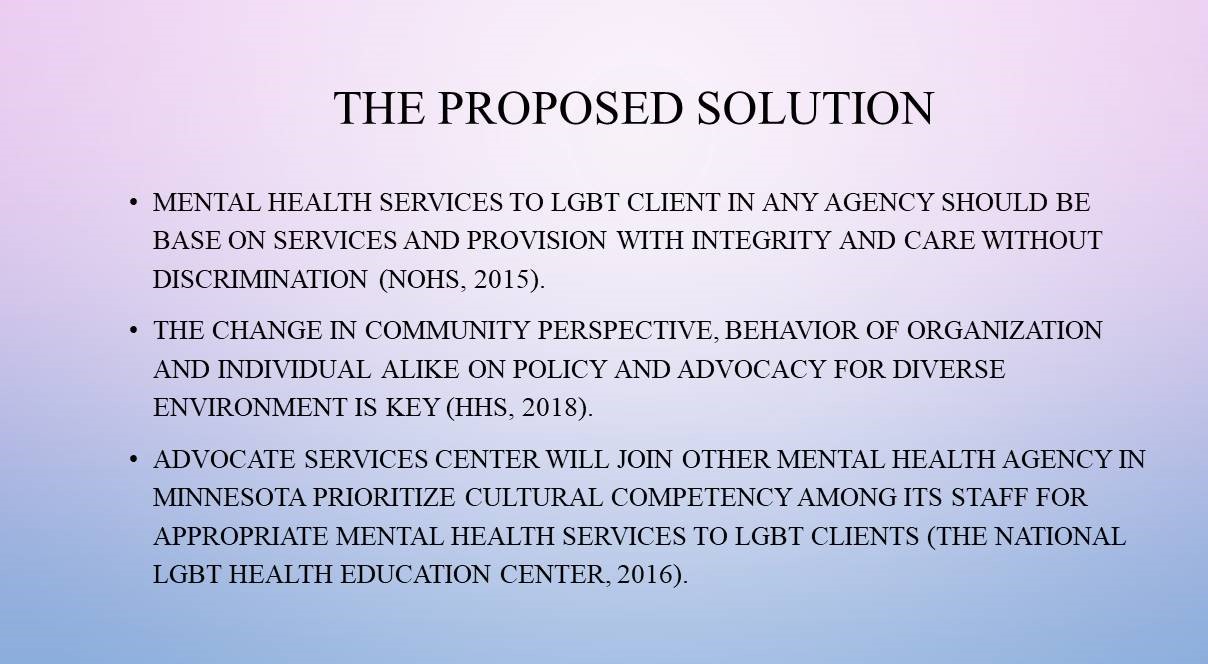 THE PROPOSED SOLUTION
• MENTAL HEALTH SERVICES TO LGBT CLIENT IN ANY AGENCY SHOULD BE
BASE ON SERVICES AND PROVISION WITH INTEGRITY AND CARE WITHOUT
DISCRIMINATION (NOHS, 2015).
• THE CHANGE IN COMMUNITY PERSPECTIVE, BEHAVIOR OF ORGANIZATION
AND INDIVIDUAL ALIKE ON POLICY AND ADVOCACY FOR DIVERSE
ENVIRONMENT IS KEY (HHS, 2018).
• ADVOCATE SERVICES CENTER WILL JOIN OTHER MENTAL HEALTH AGENCY IN
MINNESOTA PRIORITIZE CULTURAL COMPETENCY AMONG ITS STAFF FOR
APPROPRIATE MENTAL HEALTH SERVICES TO LGBT CLIENTS (THE NATIONAL
LGBT HEALTH EDUCATION CENTER, 2016).